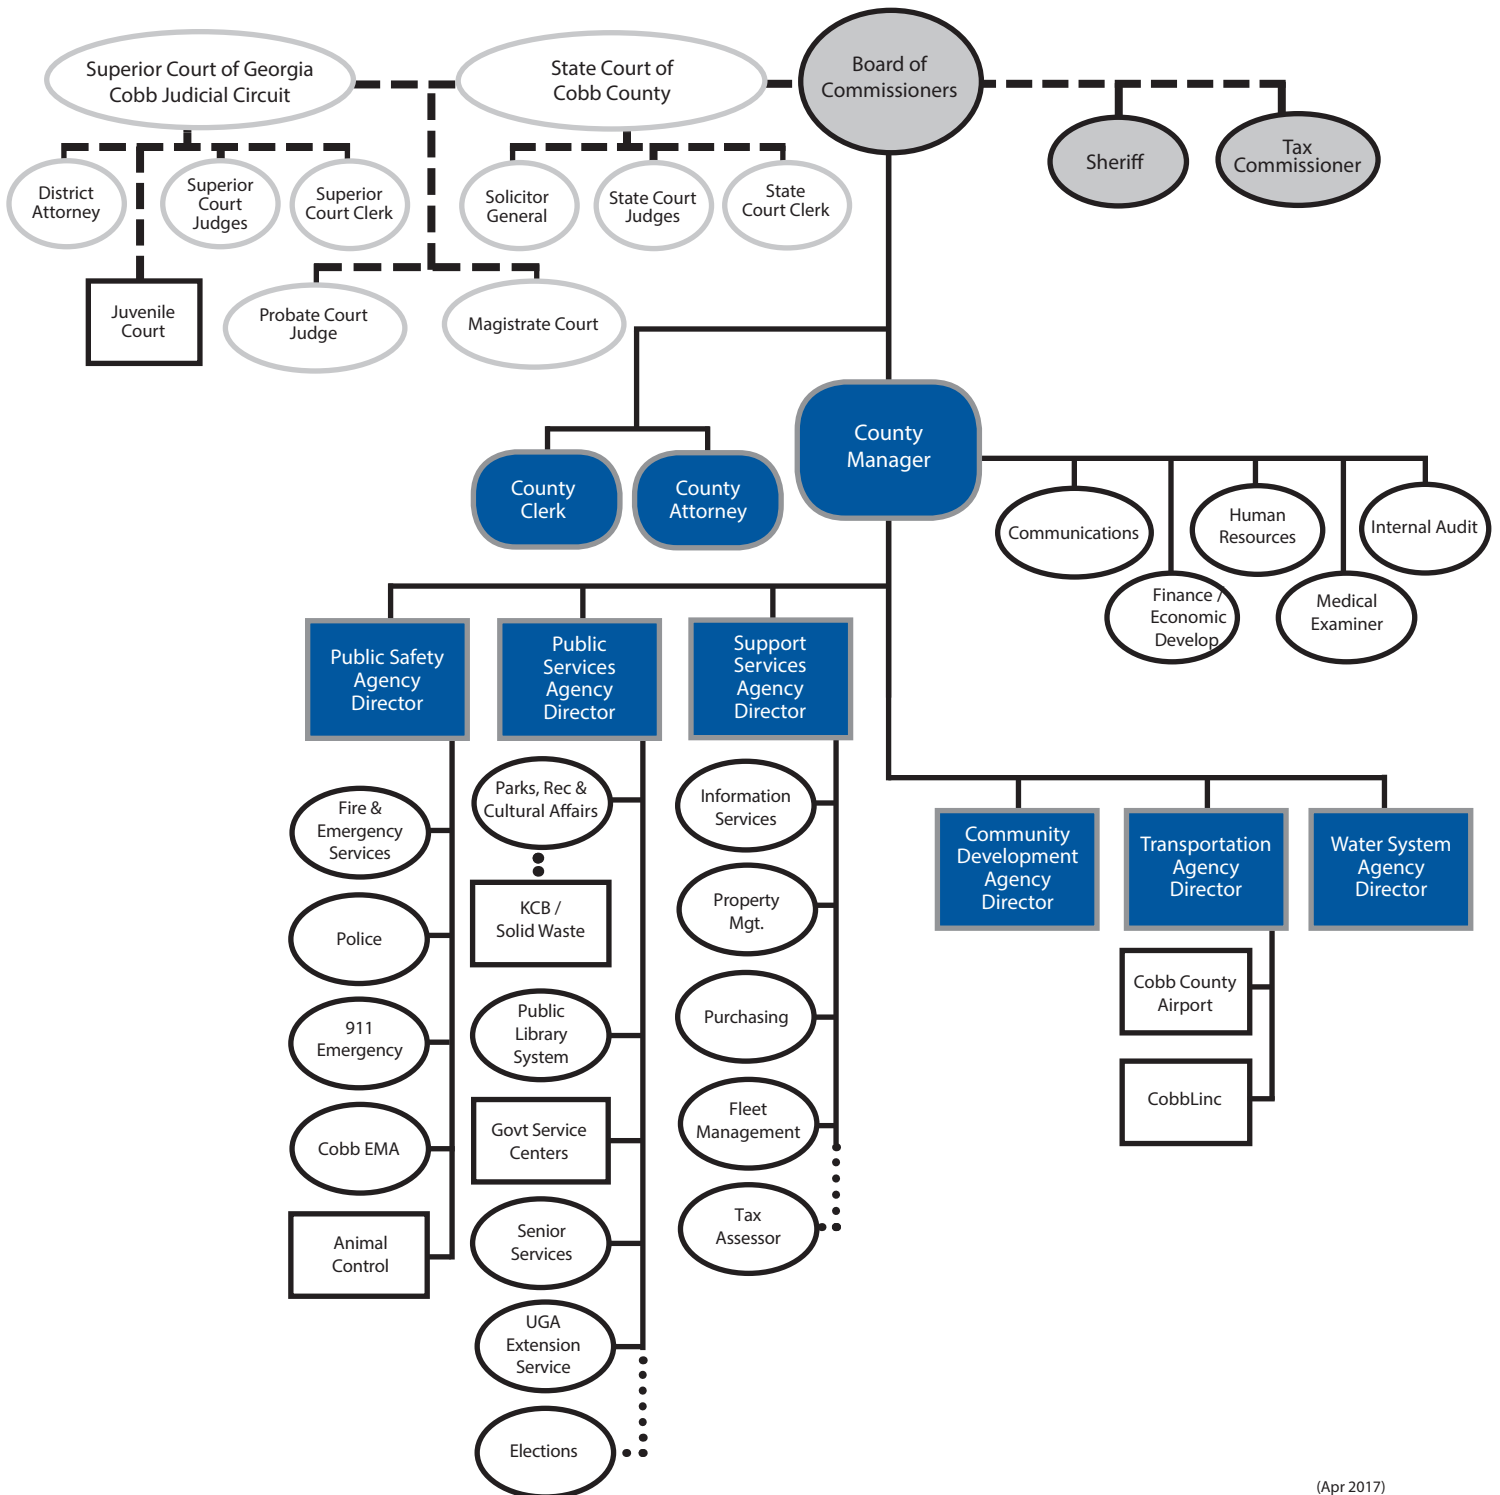 Superior Court of Georgia
Cobb Judicial Circuit
State Court of
Cobb County
Board of
Commissioners
Sheriff
Tax
Commissioner
District
Attorney
Superior
Court
Judges
Superior
Court Clerk
Solicitor
General
State Court
Judges
State
Court Clerk
Juvenile
Court
Probate Court
Judge
Magistrate Court
County
Manager
County
Clerk
County
Attorney
Communications
Finance /
Economic
Develop
Human
Resources
Medical
Examiner
Internal Audit
Public Safety
Agency
Director
Public
Services
Agency
Director
Support
Services
Agency
Director
Fire &
Emergency
Services
Police
911
Emergency
Cobb EMA
Animal
Control
Parks, Rec &
Cultural Affairs
KCB /
Solid Waste
Public
Library
System
Govt Service
Centers
Senior
Services
UGA
Extension
Service
Elections
Information
Services
Property
Mgt.
Purchasing
Fleet
Management
Tax
Assessor
Community
Development
Agency
Director
Transportation
Agency
Director
Water System
Agency
Director
Cobb County
Airport
CobbLinc
(Apr 2017)